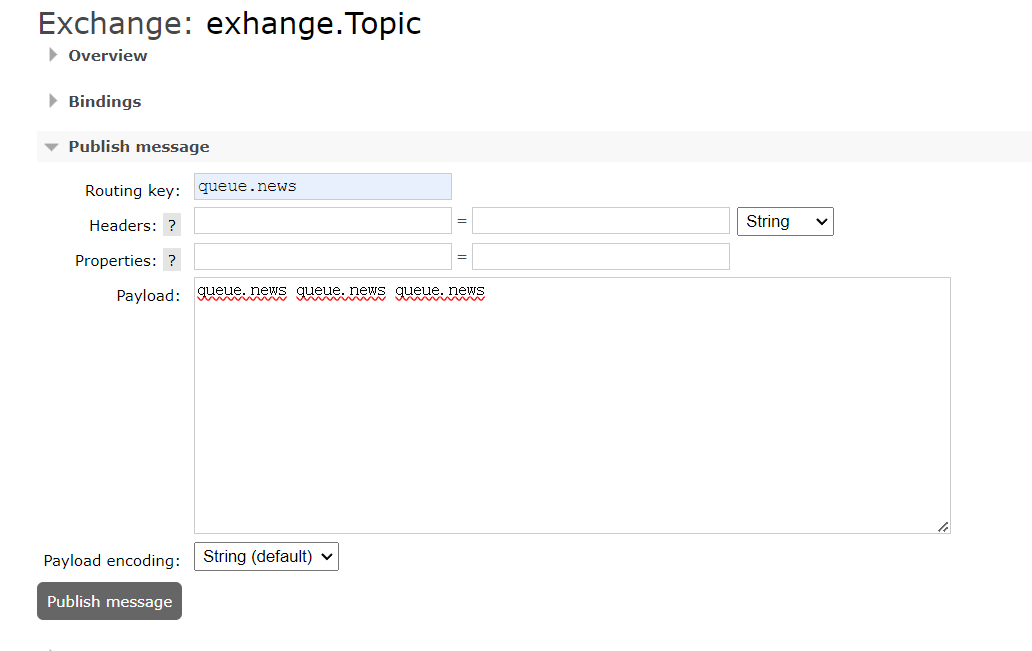 Exchange: exhange.Topic
Overview
Bindings
Publish message
Routing key: queue.news
Headers: ? = String
Properties: ? =
Payload: queue.news queue.news queue.news
Payload encoding: String (default)
Publish message